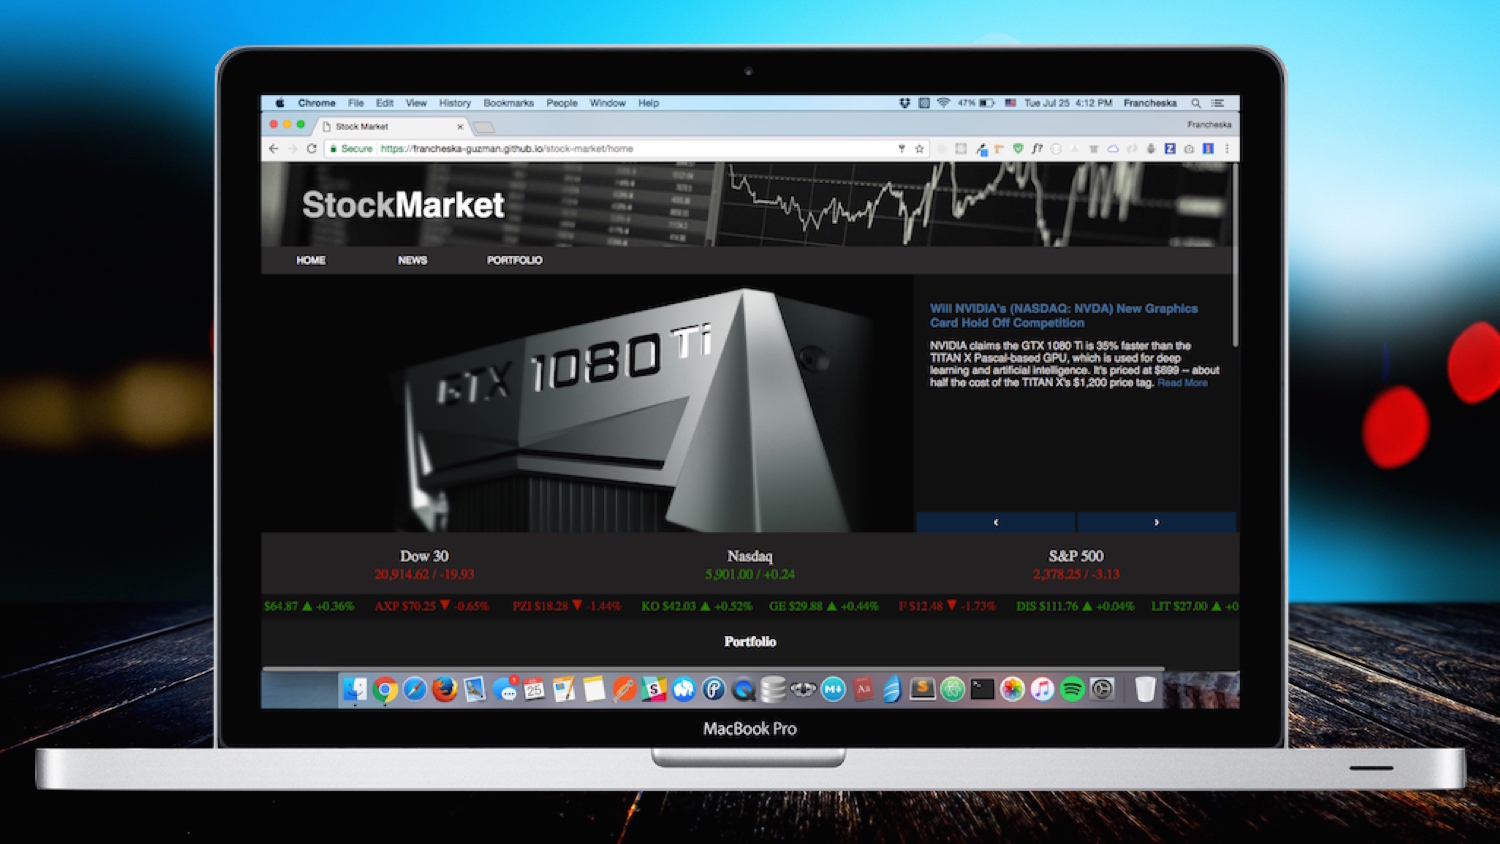 Chrome File Edit View History Bookmarks People Window Help 47% Tue Jul 25 4:12 PM Francheska
Stock Market Francheska
Secure https://francheska-guzman.github.io/stock-market/home
StockMarket
HOME NEWS PORTFOLIO
GTX 1080 Ti
Will NVIDIA's (NASDAQ: NVDA) New Graphics
Card Hold Off Competition
NVIDIA claims the GTX 1080 Ti is 35% faster than the
TITAN X Pascal-based GPU, which is used for deep
learning and artificial intelligence. It's priced at $699 -- about
half the cost of the TITAN X's $1,200 price tag. Read More
‹ ›
Dow 30 Nasdaq S&P 500
20,914.62 / -19.93 5,901.00 / +0.24 2,378.25 / -3.13
$64.87 ▲ +0.36% AXP $70.25 ▼ -0.65% PZI $18.28 ▼ -1.44% KO $42.03 ▲ +0.52% GE $29.88 ▲ +0.44% F $12.48 ▼ -1.73% DIS $111.76 ▲ +0.04% LIT $27.00 ▲ +0
Portfolio
MacBook Pro